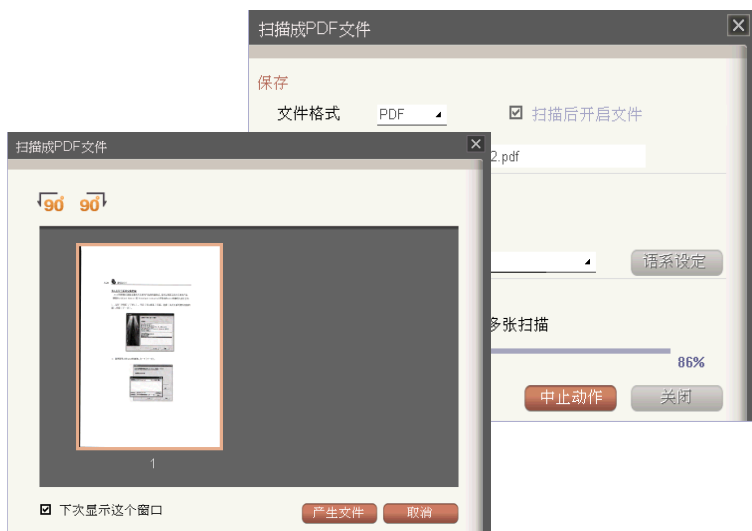 扫描成PDF文件
保存
文件格式
PDF
扫描后开启文件
2.pdf
语系设定
多张扫描
86%
中止动作
关闭
扫描成PDF文件
90°
90°
1
下次显示这个窗口
产生文件
取消